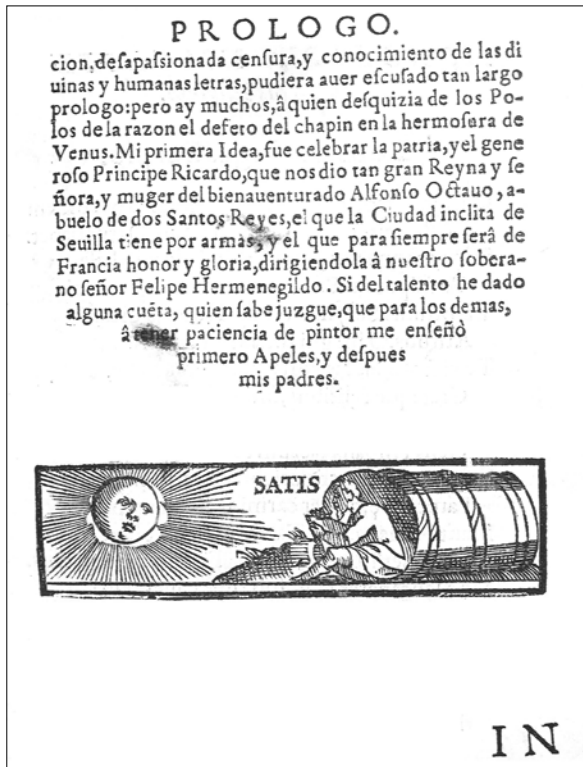 PROLOGO.
cion,deſapaſsionada cenſura,y conocimiento de las di
uinas y humanas letras,pudiera auer eſcuſado tan largo
prologo:pero ay muchos,â quien deſquizia de los Po-
los de la razon el defeto del chapin en la hermoſura de
Venus.Mi primera Idea,fue celebrar la patria,y el gene
roſo Principe Ricardo,que nos dio tan gran Reyna y ſe
ñora,y muger del bienauenturado Alfonſo Octauo, a-
buelo de dos Santos Reyes,el que la Ciudad inclita de
Seuilla tiene por armas,y el que para ſiempre ſerâ de
Francia honor y gloria,dirigiendola â nueſtro ſobera-
no ſeñor Felipe Hermenegildo. Si del talento he dado
alguna cuẽta, quien ſabe juzgue,que para los demas,
â tener paciencia de pintor me enſeñò
primero Apeles,y deſpues
mis padres.
SATIS
IN